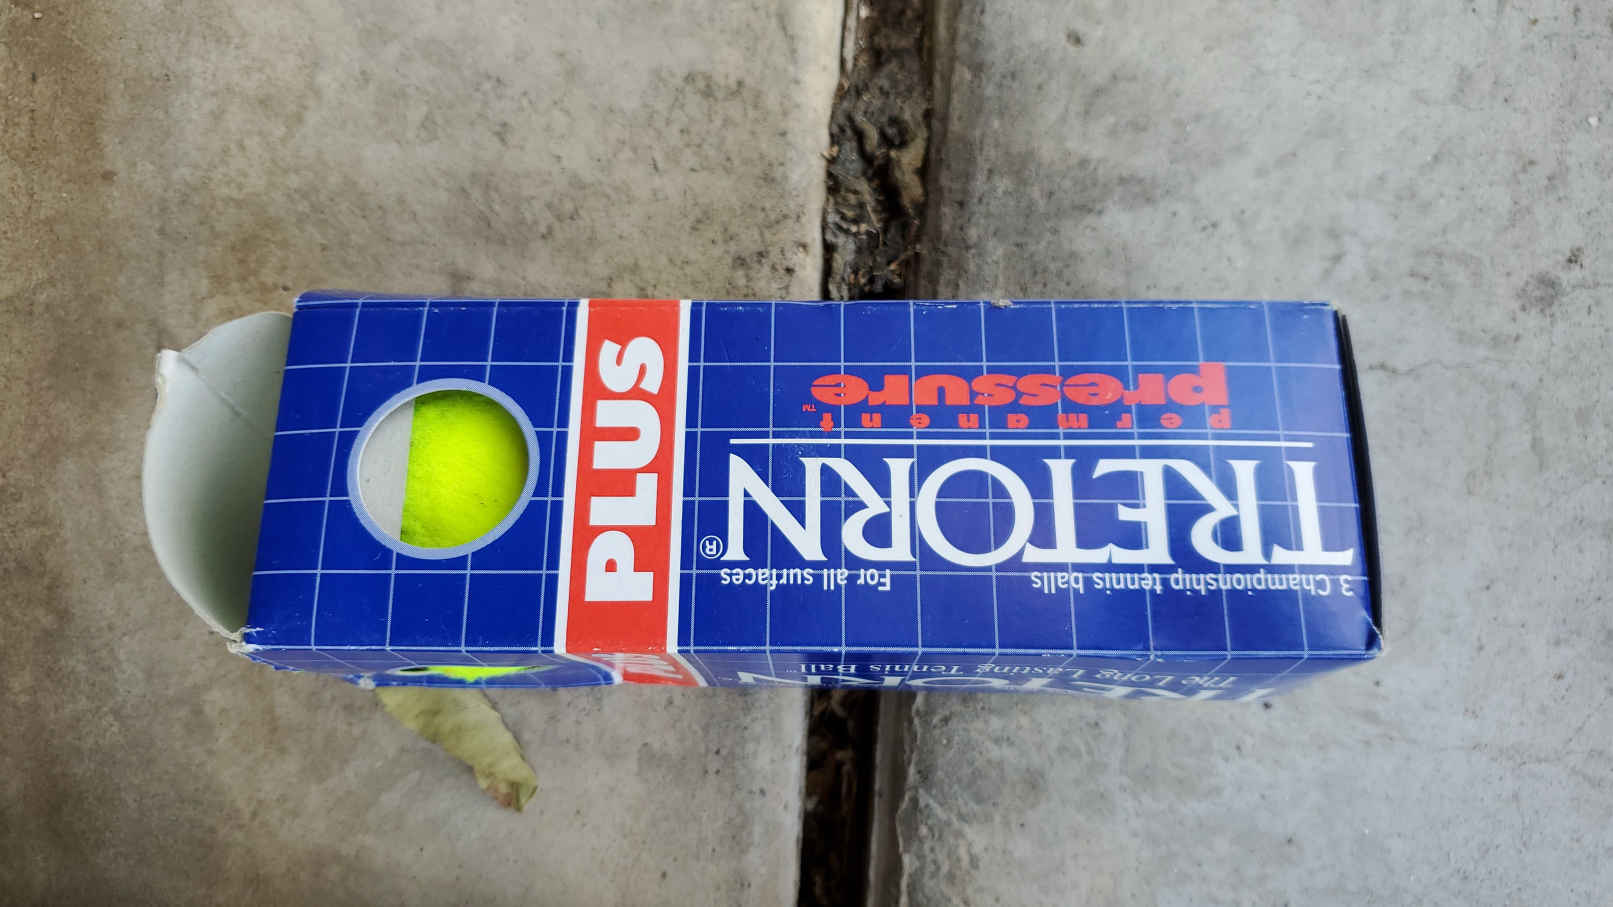 3 Championship tennis balls For all surfaces
TRETORN®
permanent™
pressure
PLUS
The Long Lasting Tennis Ball